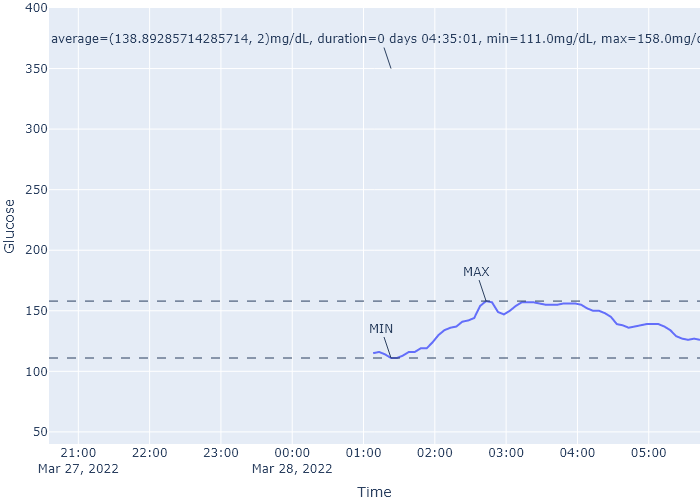 400
average=(138.89285714285714, 2)mg/dL, duration=0 days 04:35:01, min=111.0mg/dL, max=158.0mg/
350
300
250
Glucose
200
MAX
150
MIN
100
50
21:00 22:00 23:00 00:00 01:00 02:00 03:00 04:00 05:00
Mar 27, 2022 Mar 28, 2022
Time